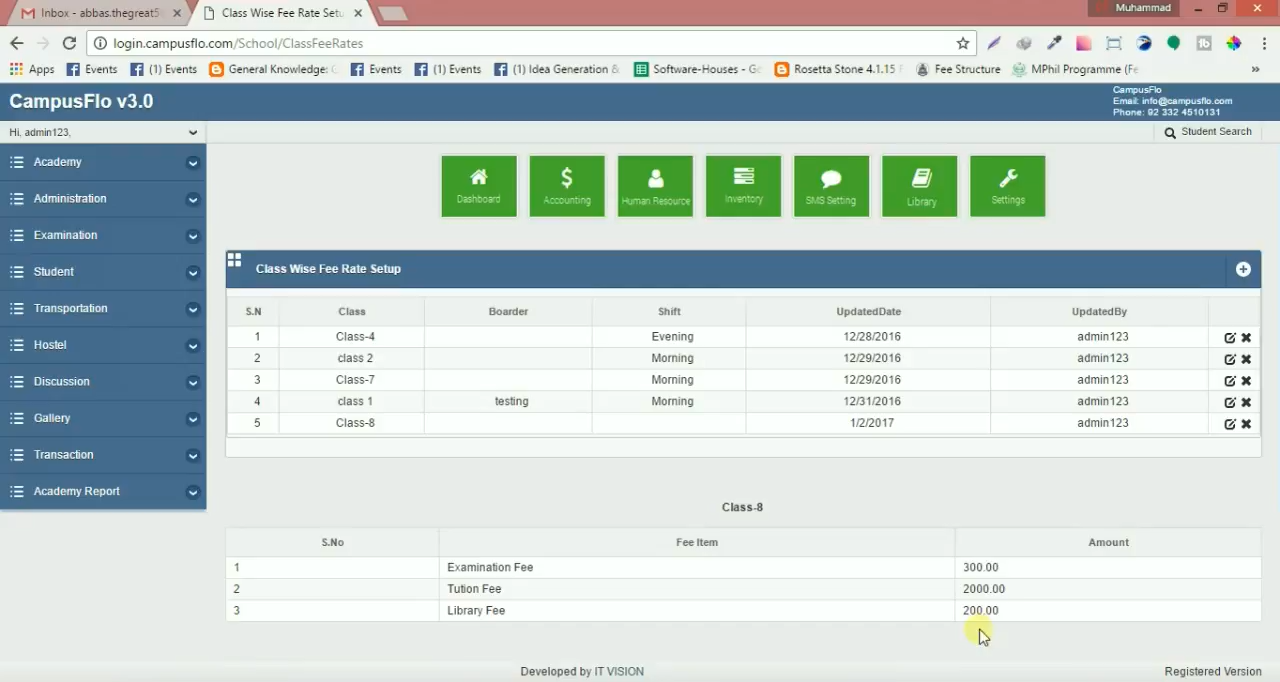 Inbox - abbas.thegreat5
Class Wise Fee Rate Setu
Muhammad
login.campusflo.com/School/ClassFeeRates
Apps Events (1) Events General Knowledge: Events (1) Events (1) Idea Generation & Software-Houses - Rosetta Stone 4.1.15 Fee Structure MPhil Programme (Fe »
CampusFlo v3.0
CampusFlo
Email: info@campusflo.com
Phone: 92 332 4510131
Hi, admin123,
Student Search
Academy
Administration
Examination
Student
Transportation
Hostel
Discussion
Gallery
Transaction
Academy Report
Dashboard Accounting Human Resource Inventory SMS Setting Library Settings
Class Wise Fee Rate Setup
S.N Class Boarder Shift UpdatedDate UpdatedBy
1 Class-4 Evening 12/28/2016 admin123
2 class 2 Morning 12/29/2016 admin123
3 Class-7 Morning 12/29/2016 admin123
4 class 1 testing Morning 12/31/2016 admin123
5 Class-8 1/2/2017 admin123
Class-8
S.No Fee Item Amount
1 Examination Fee 300.00
2 Tution Fee 2000.00
3 Library Fee 200.00
Developed by IT VISION
Registered Version